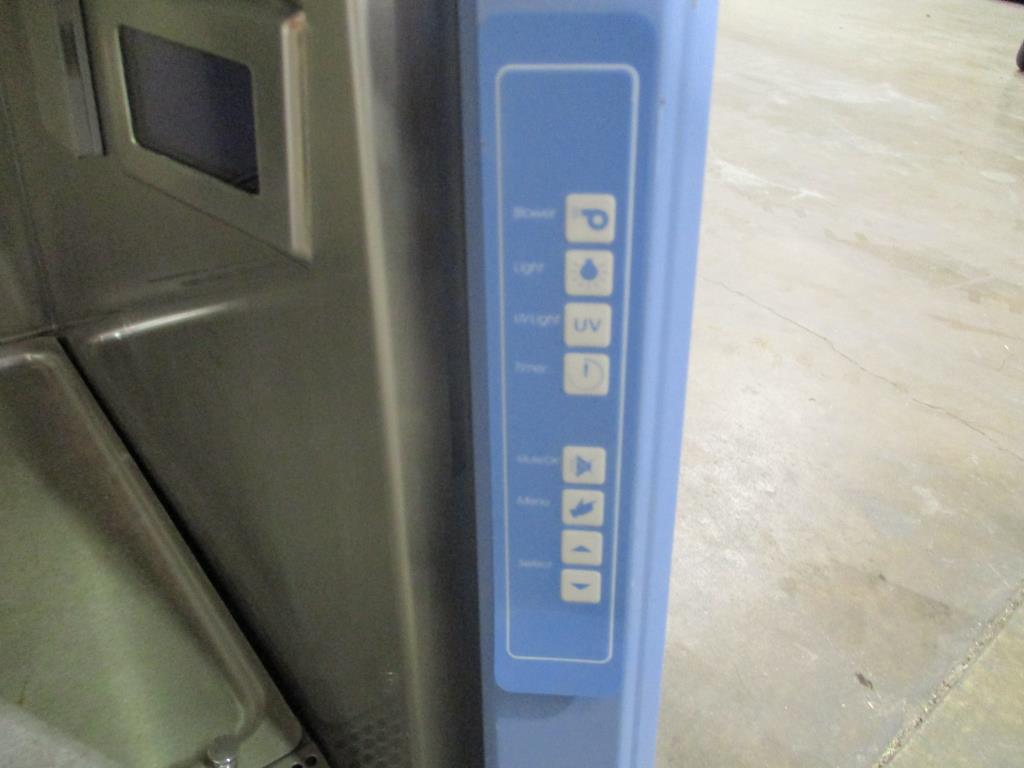 Blower
Light
UV Light
UV
Timer
Mute/OK
Menu
Select